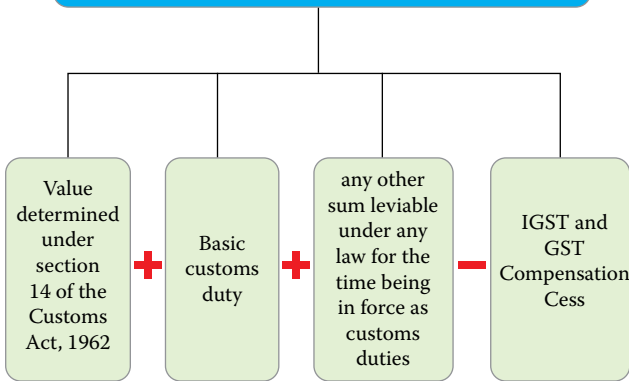 Value
determined
under
section
14 of the
Customs
Act, 1962
Basic
customs
duty
any other
sum leviable
under any
law for the
time being
in force as
customs
duties
IGST and
GST
Compensation
Cess